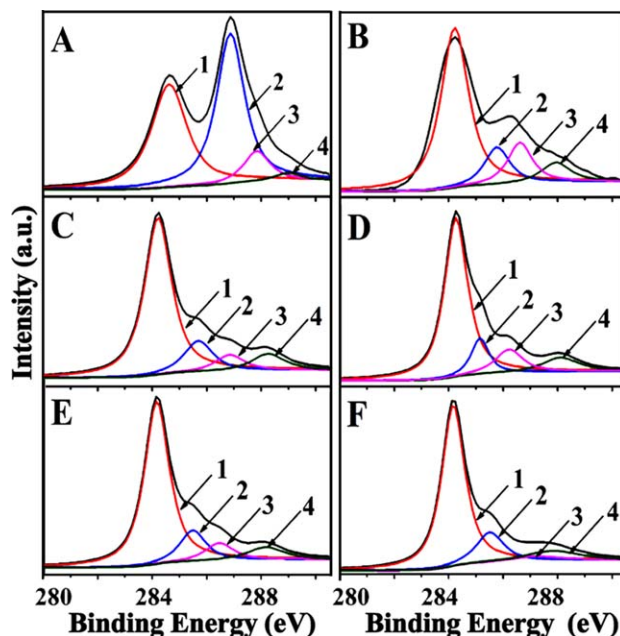 A 1 2 3 4
B 1 2 3 4
C 1 2 3 4
D 1 2 3 4
E 1 2 3 4
F 1 2 3 4
Intensity (a.u.)
280 284 288 280 284 288
Binding Energy (eV) Binding Energy (eV)